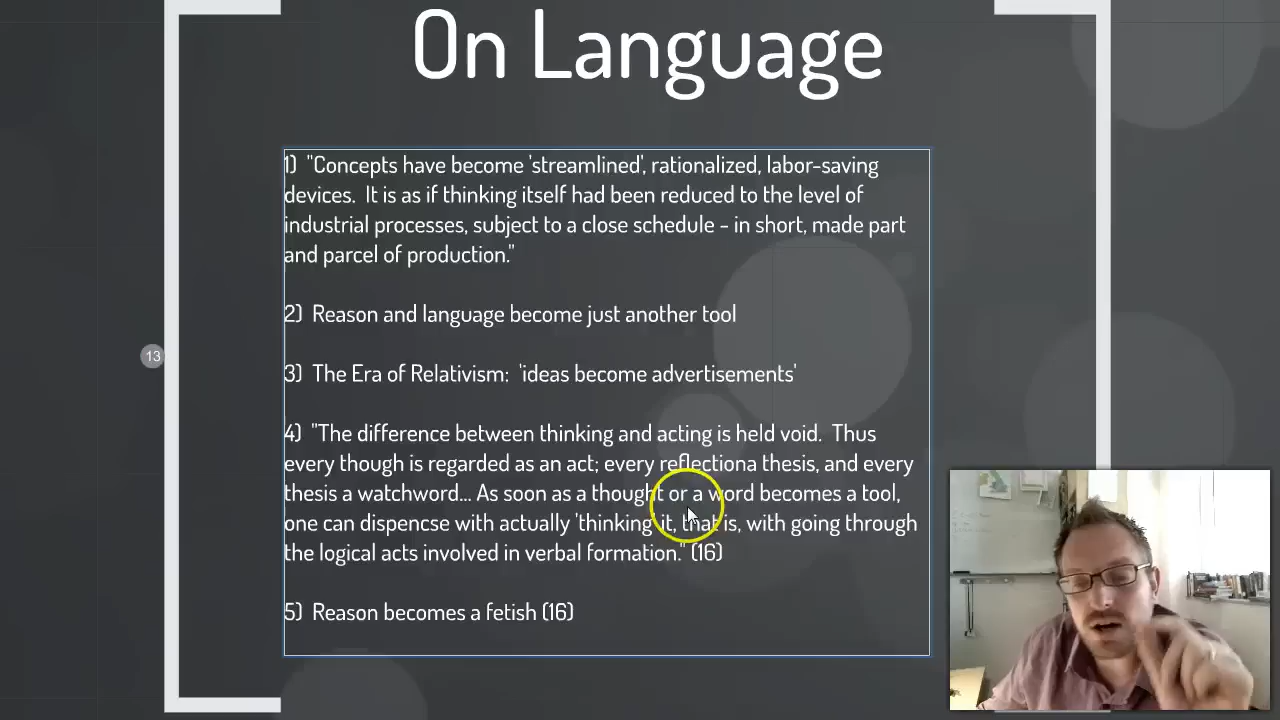 On Language
1) "Concepts have become 'streamlined', rationalized, labor-saving
devices. It is as if thinking itself had been reduced to the level of
industrial processes, subject to a close schedule - in short, made part
and parcel of production."
2) Reason and language become just another tool
3) The Era of Relativism: 'ideas become advertisements'
13
4) "The difference between thinking and acting is held void. Thus
every though is regarded as an act; every reflectiona thesis, and every
thesis a watchword... As soon as a thought or a word becomes a tool,
one can dispencse with actually 'thinking' it, that is, with going through
the logical acts involved in verbal formation." (16)
5) Reason becomes a fetish (16)